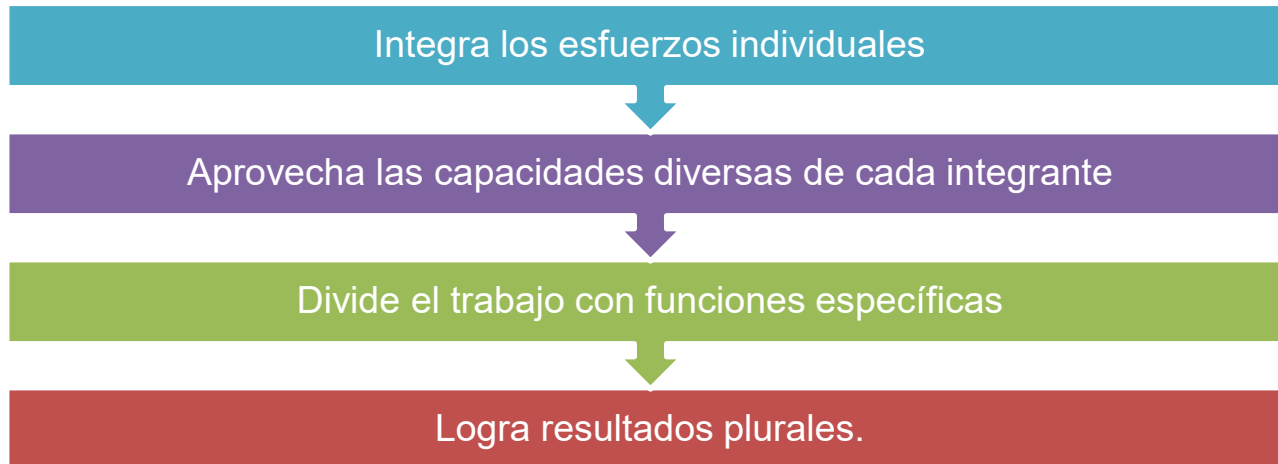 Integra los esfuerzos individuales
Aprovecha las capacidades diversas de cada integrante
Divide el trabajo con funciones específicas
Logra resultados plurales.